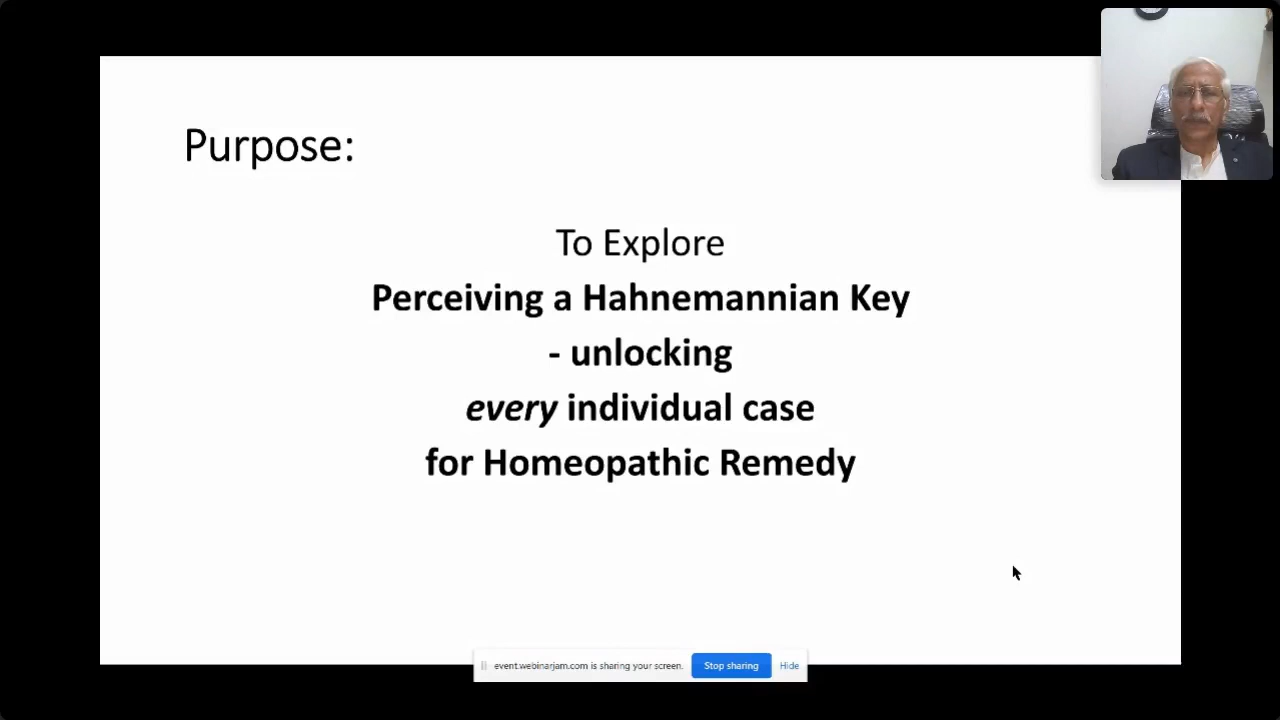 Purpose:
To Explore
Perceiving a Hahnemannian Key
- unlocking
every individual case
for Homeopathic Remedy
event.webinarjam.com is sharing your screen. Stop sharing Hide